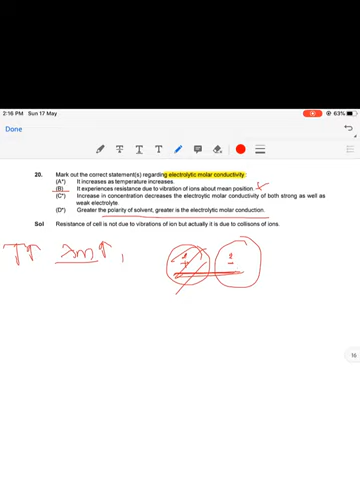 2:16 PM Sun 17 May
63%
Done
20. Mark out the correct statement(s) regarding electrolytic molar conductivity
(A*) It increases as temperature increases.
(B) It experiences resistance due to vibration of ions about mean position.
(C*) Increase in concentration decreases the electroycic molar conductivity of both strong as well as
weak electrolyte.
(D*) Greater the polarity of solvent, greater is the electrolytic molar conduction.
Sol Resistance of cell is not due to vibrations of ion but actually it is due to collisons of ions.
T↑ λm↑,
16